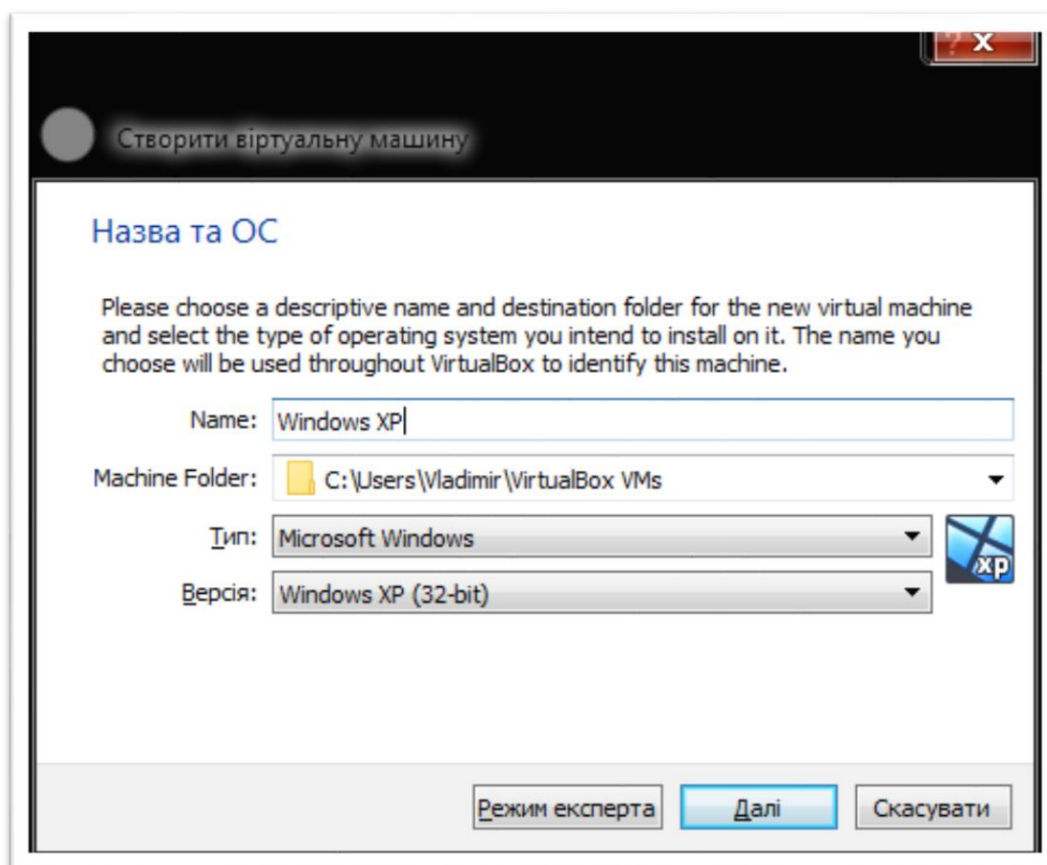 ? X
Створити віртуальну машину
Назва та ОС
Please choose a descriptive name and destination folder for the new virtual machine
and select the type of operating system you intend to install on it. The name you
choose will be used throughout VirtualBox to identify this machine.
Name: Windows XP
Machine Folder: C:\Users\Vladimir\VirtualBox VMs
Тип: Microsoft Windows
xp
Версія: Windows XP (32-bit)
Режим експерта Далі Скасувати